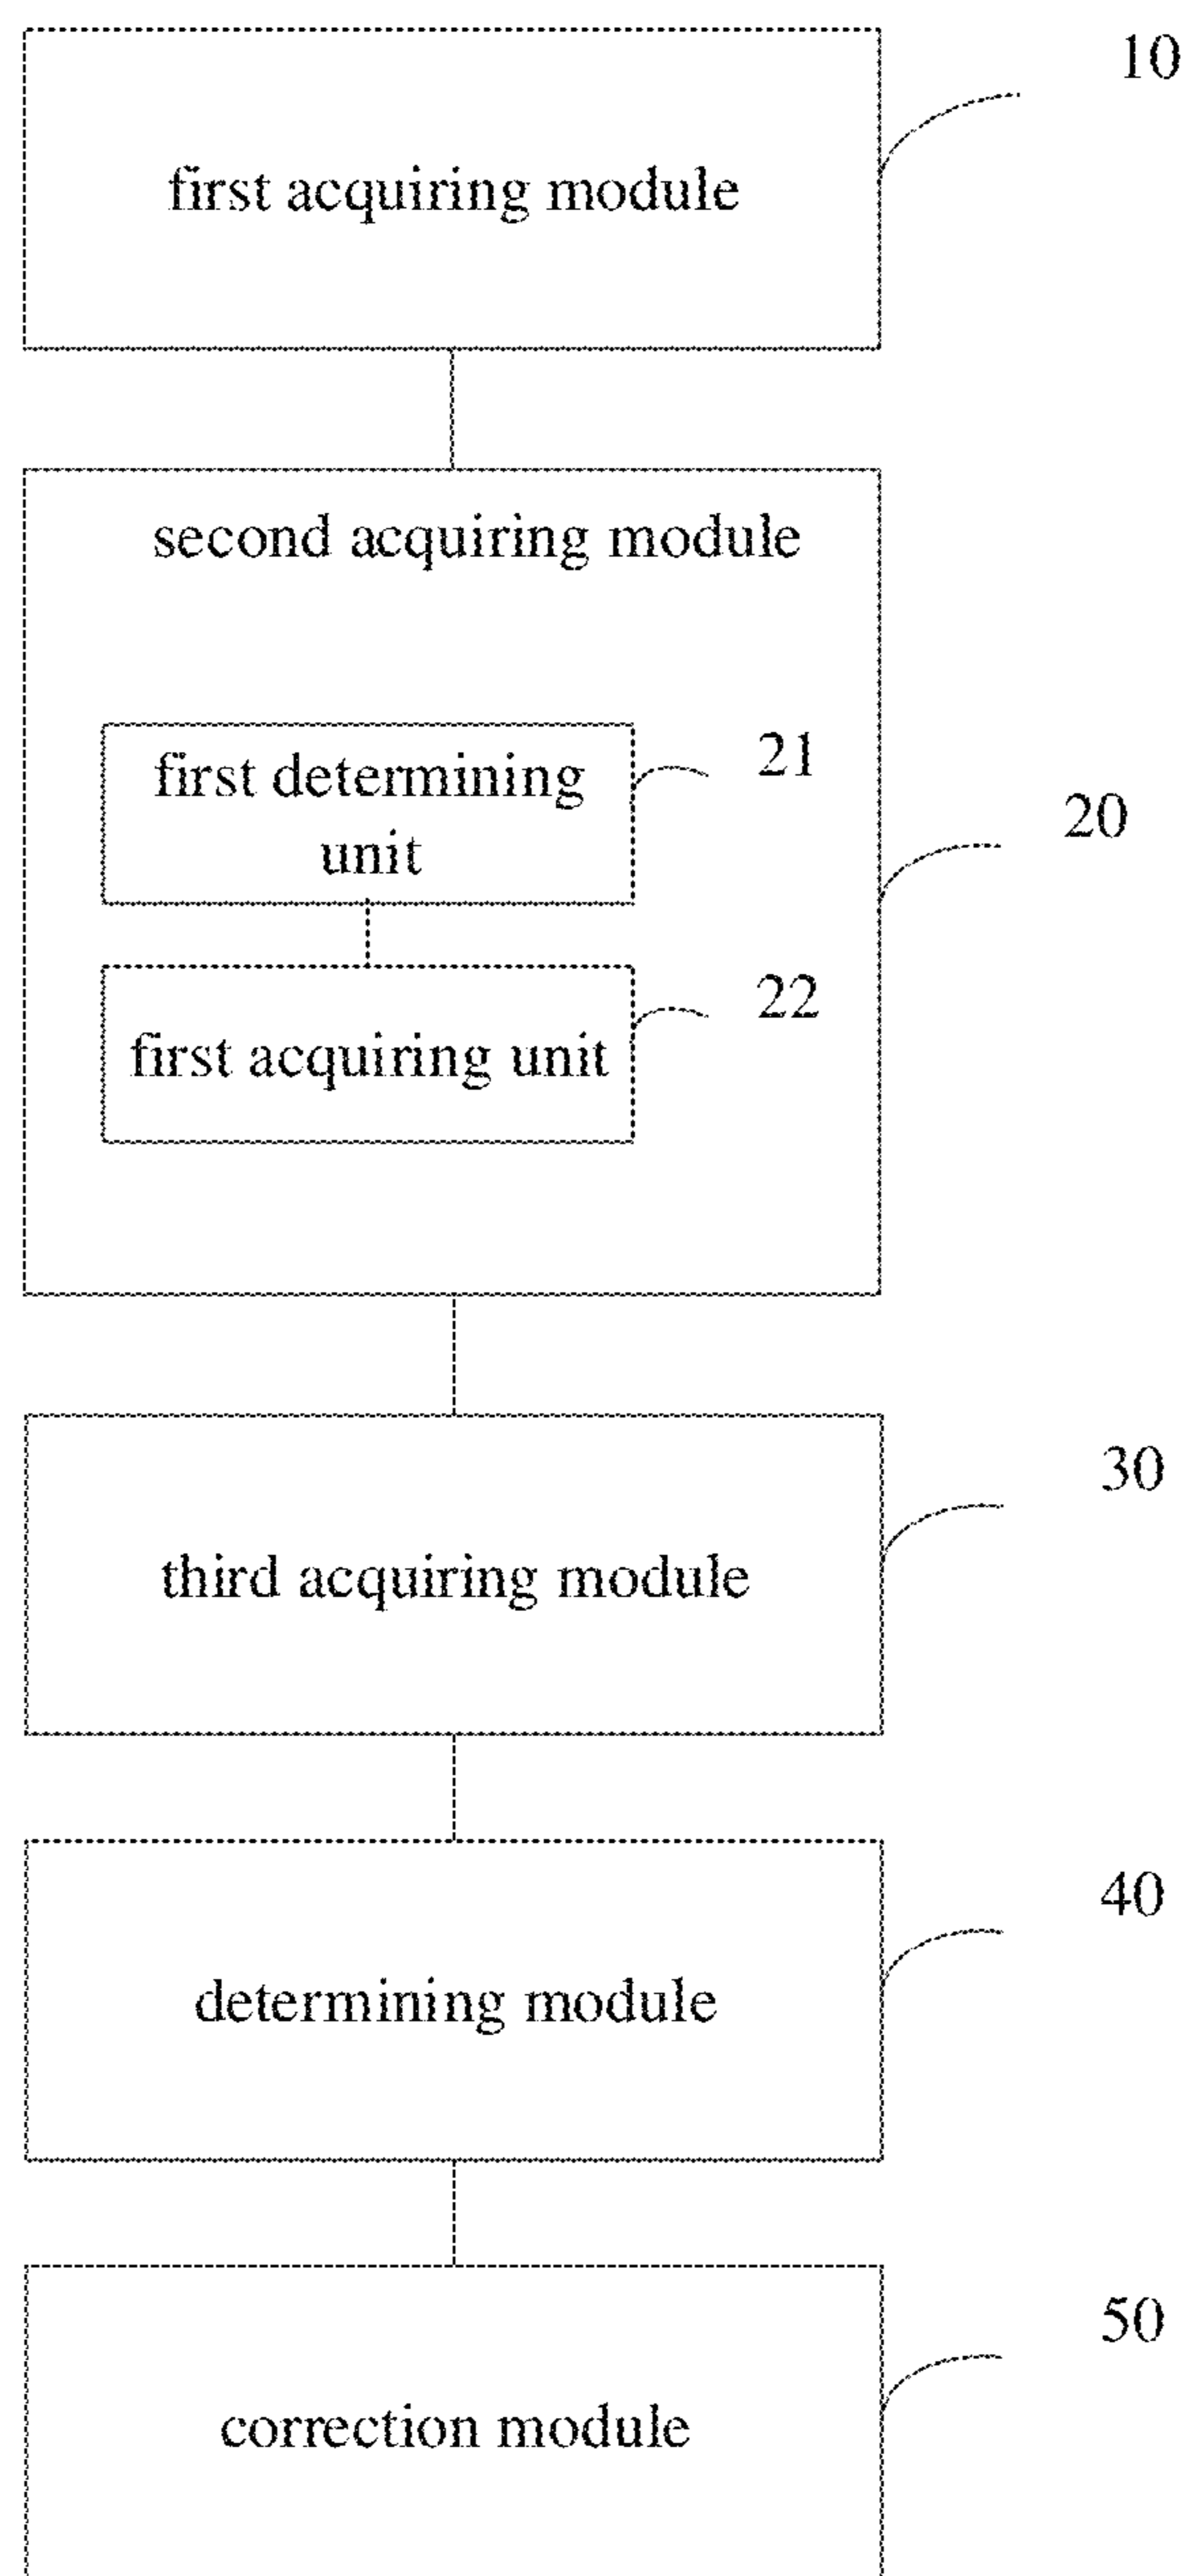 10
first acquiring module
second acquiring module
first determining
unit
21
20
22
first acquiring unit
30
third acquiring module
40
determining module
50
correction module